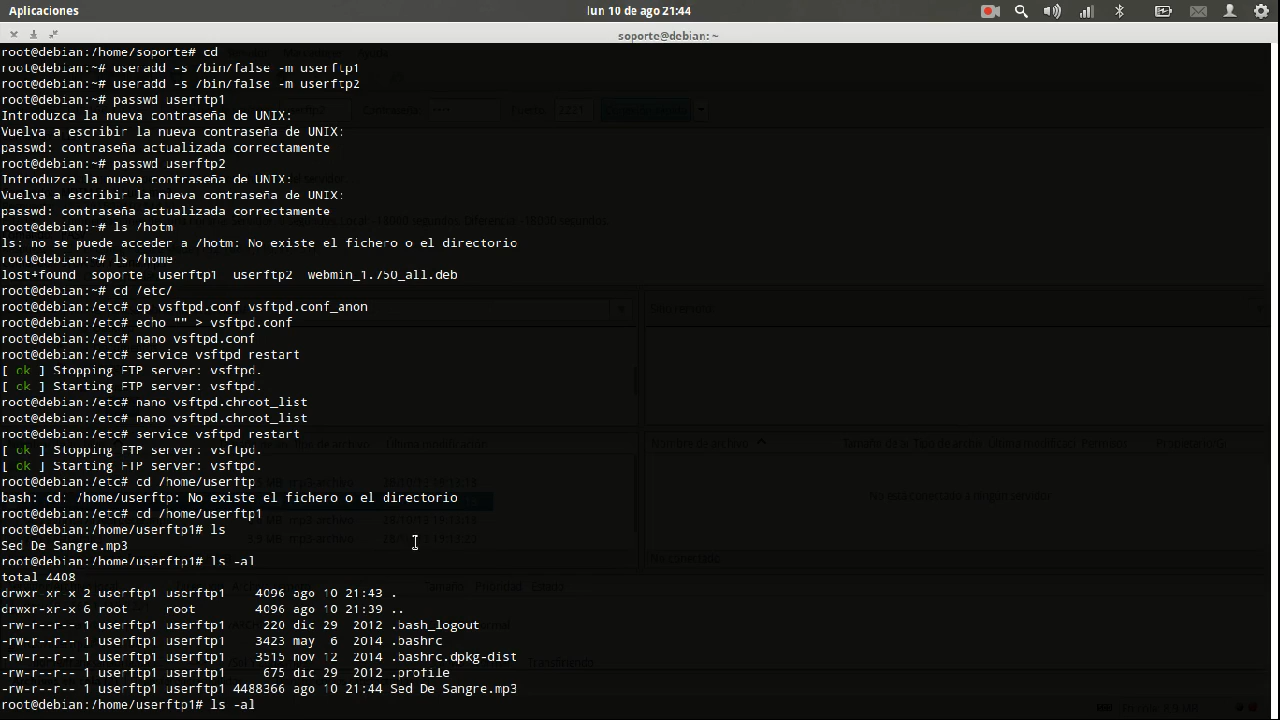 Aplicaciones
lun 10 de ago 21:44
soporte@debian: ~
root@debian:/home/soporte# cd
root@debian:~# useradd -s /bin/false -m userftp1
root@debian:~# useradd -s /bin/false -m userftp2
root@debian:~# passwd userftp1
Introduzca la nueva contraseña de UNIX:
Vuelva a escribir la nueva contraseña de UNIX:
passwd: contraseña actualizada correctamente
root@debian:~# passwd userftp2
Introduzca la nueva contraseña de UNIX:
Vuelva a escribir la nueva contraseña de UNIX:
passwd: contraseña actualizada correctamente
root@debian:~# ls /hotm
ls: no se puede acceder a /hotm: No existe el fichero o el directorio
root@debian:~# ls /home
lost+found  soporte  userftp1  userftp2  webmin_1.750_all.deb
root@debian:~# cd /etc/
root@debian:/etc# cp vsftpd.conf vsftpd.conf_anon
root@debian:/etc# echo "" > vsftpd.conf
root@debian:/etc# nano vsftpd.conf
root@debian:/etc# service vsftpd restart
[ ok ] Stopping FTP server: vsftpd.
[ ok ] Starting FTP server: vsftpd.
root@debian:/etc# nano vsftpd.chroot_list
root@debian:/etc# nano vsftpd.chroot_list
root@debian:/etc# service vsftpd restart
[ ok ] Stopping FTP server: vsftpd.
[ ok ] Starting FTP server: vsftpd.
root@debian:/etc# cd /home/userftp
bash: cd: /home/userftp: No existe el fichero o el directorio
root@debian:/etc# cd /home/userftp1
root@debian:/home/userftp1# ls
Sed De Sangre.mp3
root@debian:/home/userftp1# ls -al
total 4408
drwxr-xr-x 2 userftp1 userftp1    4096 ago 10 21:43 .
drwxr-xr-x 6 root     root        4096 ago 10 21:39 ..
-rw-r--r-- 1 userftp1 userftp1     220 dic 29  2012 .bash_logout
-rw-r--r-- 1 userftp1 userftp1    3423 may  6  2014 .bashrc
-rw-r--r-- 1 userftp1 userftp1    3515 nov 12  2014 .bashrc.dpkg-dist
-rw-r--r-- 1 userftp1 userftp1     675 dic 29  2012 .profile
-rw-r--r-- 1 userftp1 userftp1 4488366 ago 10 21:44 Sed De Sangre.mp3
root@debian:/home/userftp1# ls -al